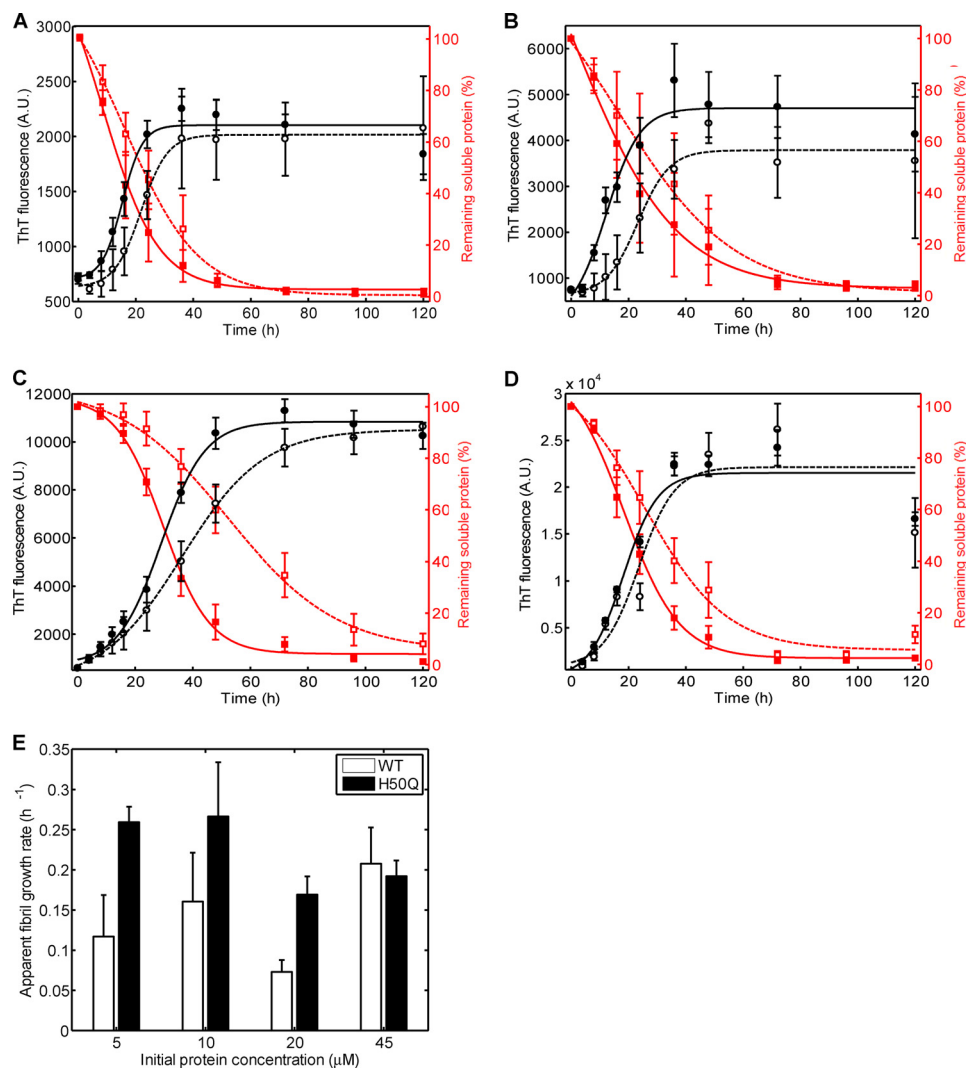 A
ThT fluorescence (A.U.)
3000
2500
2000
1500
1000
500
0 20 40 60 80 100 120
Time (h)
100
80
60
40
20
0
Remaining soluble protein (%)
B
ThT fluorescence (A.U.)
6000
5000
4000
3000
2000
1000
0 20 40 60 80 100 120
Time (h)
100
80
60
40
20
0
Remaining soluble protein (%)
C
ThT fluorescence (A.U.)
12000
10000
8000
6000
4000
2000
0 20 40 60 80 100 120
Time (h)
100
80
60
40
20
0
Remaining soluble protein (%)
D
x 10⁴
ThT fluorescence (A.U.)
3
2.5
2
1.5
1
0.5
0 20 40 60 80 100 120
Time (h)
100
80
60
40
20
0
Remaining soluble protein (%)
E
Apparent fibril growth rate (h⁻¹)
0.35
0.3
0.25
0.2
0.15
0.1
0.05
0
WT
H50Q
5 10 20 45
Initial protein concentration (μM)